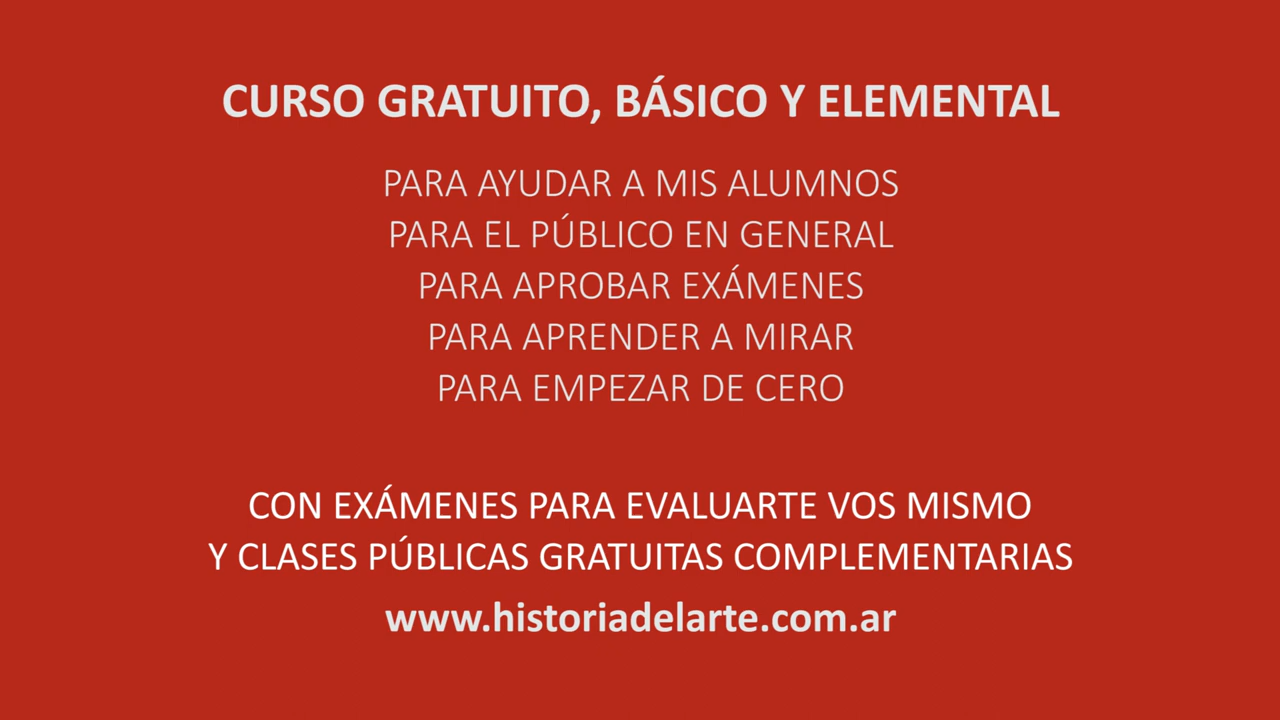 CURSO GRATUITO, BÁSICO Y ELEMENTAL
PARA AYUDAR A MIS ALUMNOS
PARA EL PÚBLICO EN GENERAL
PARA APROBAR EXÁMENES
PARA APRENDER A MIRAR
PARA EMPEZAR DE CERO
CON EXÁMENES PARA EVALUARTE VOS MISMO
Y CLASES PÚBLICAS GRATUITAS COMPLEMENTARIAS
www.historiadelarte.com.ar